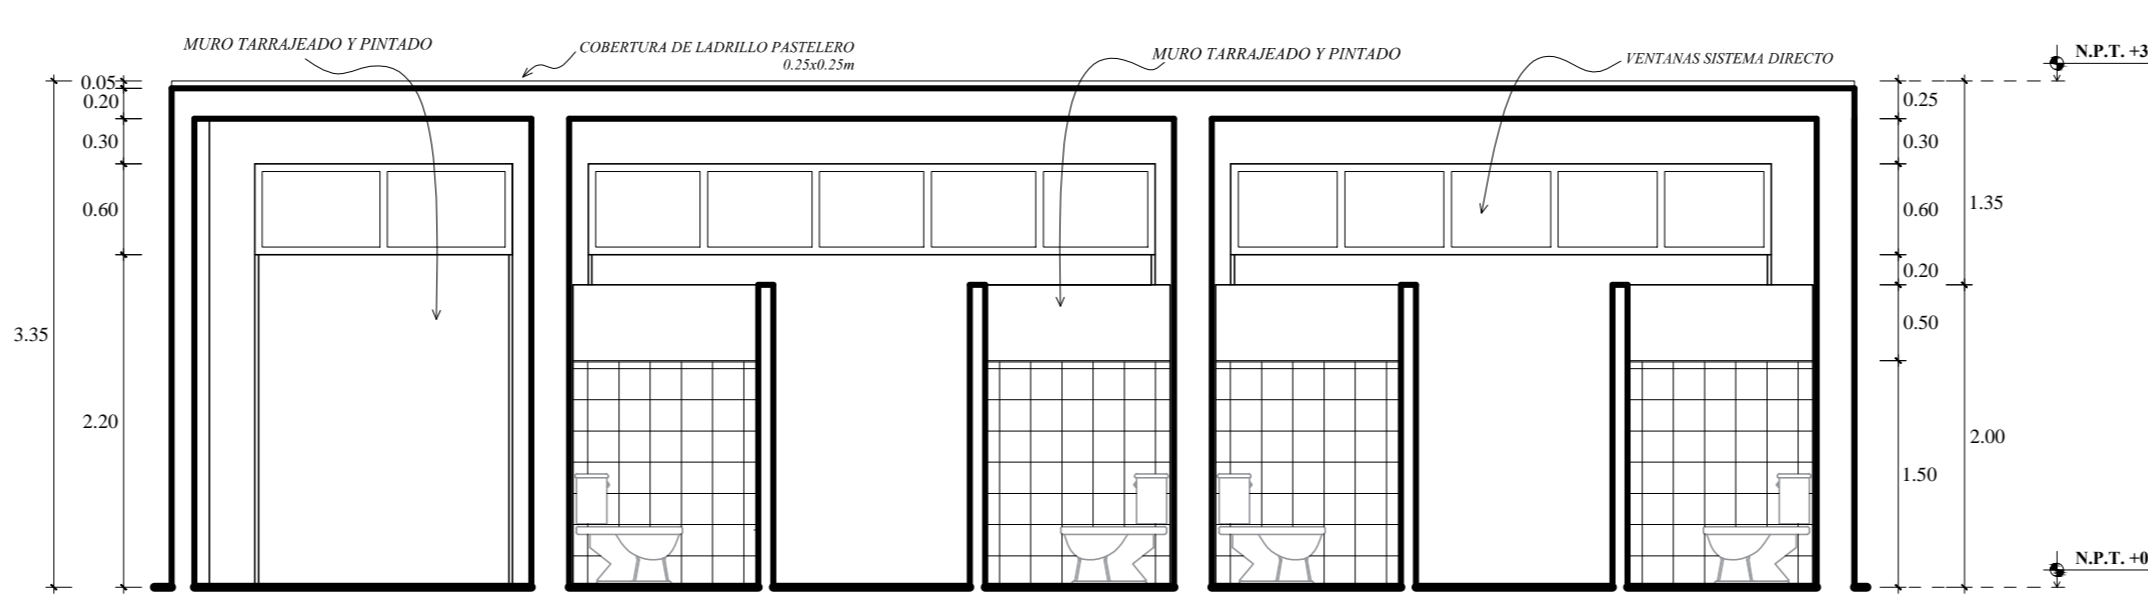 MURO TARRAJEADO Y PINTADO
COBERTURA DE LADRILLO PASTELERO
0.25x0.25m
MURO TARRAJEADO Y PINTADO
VENTANAS SISTEMA DIRECTO
N.P.T. +3
0.05
0.20
0.30
0.60
2.20
3.35
0.25
0.30
0.60
0.20
0.50
1.50
1.35
2.00
N.P.T. +0